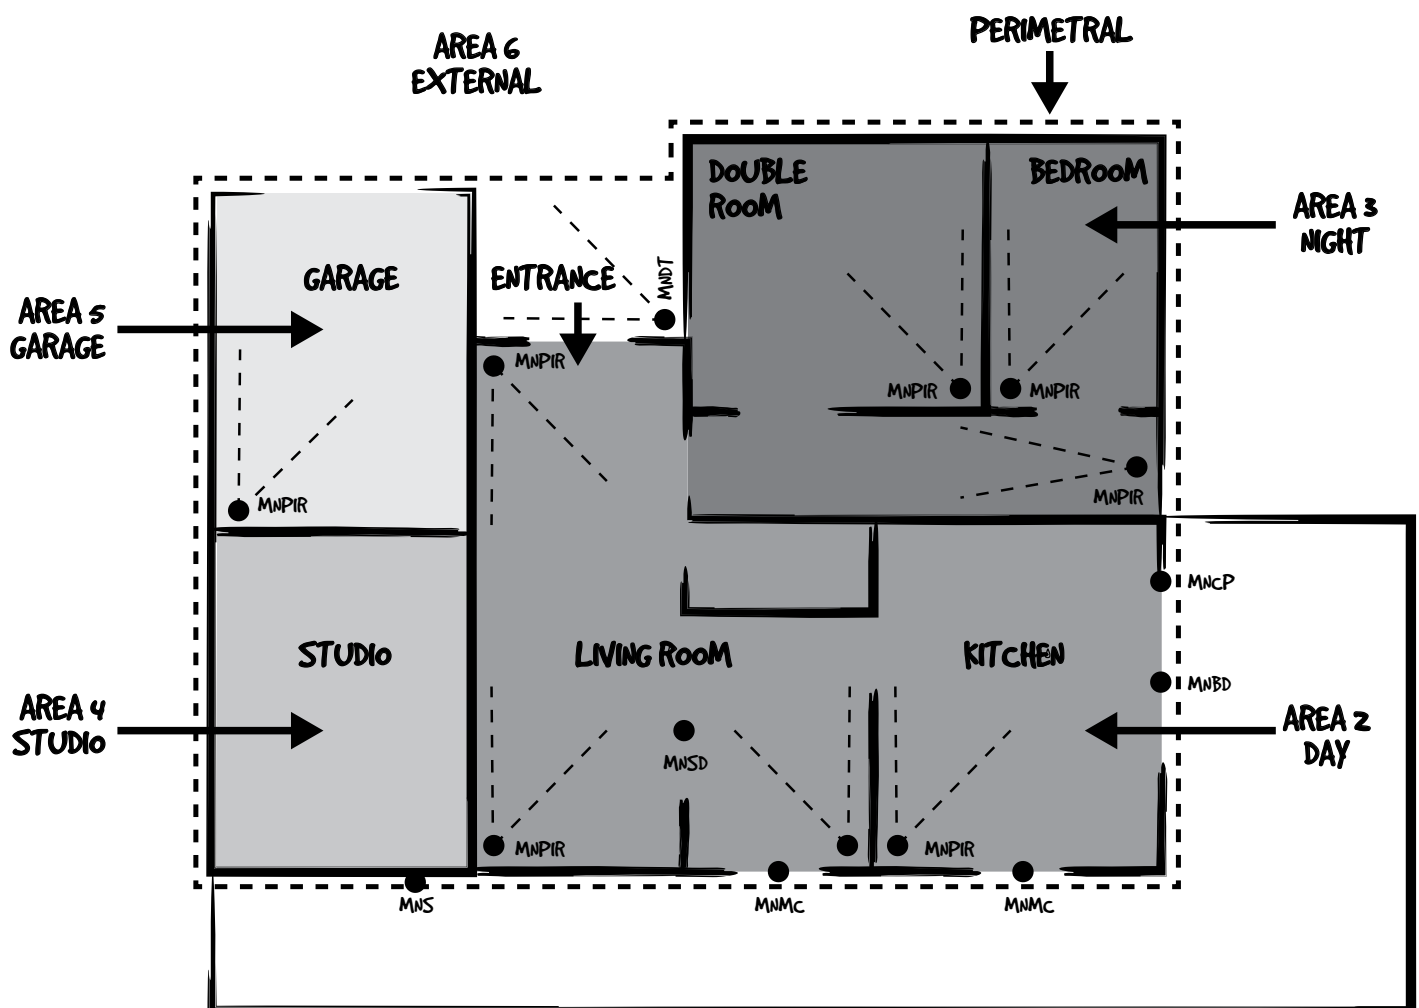 PERIMETRAL
AREA 6
EXTERNAL
DOUBLE
ROOM
BEDROOM
AREA 3
NIGHT
GARAGE
ENTRANCE
MNDT
AREA 5
GARAGE
MNPIR
MNPIR
MNPIR
MNPIR
MNPIR
MNCP
STUDIO
LIVING ROOM
KITCHEN
MNBD
AREA 4
STUDIO
AREA 2
DAY
MNSD
MNPIR
MNPIR
MNS
MNMC
MNMC